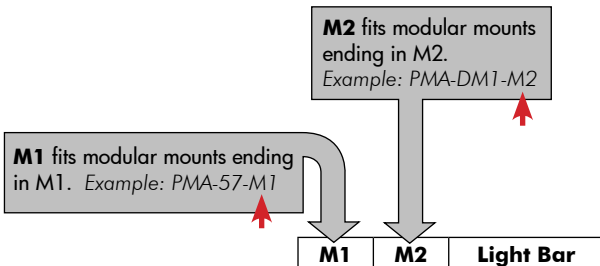 M2 fits modular mounts
ending in M2.
Example: PMA-DM1-M2
M1 fits modular mounts ending
in M1. Example: PMA-57-M1
M1 M2 Light Bar